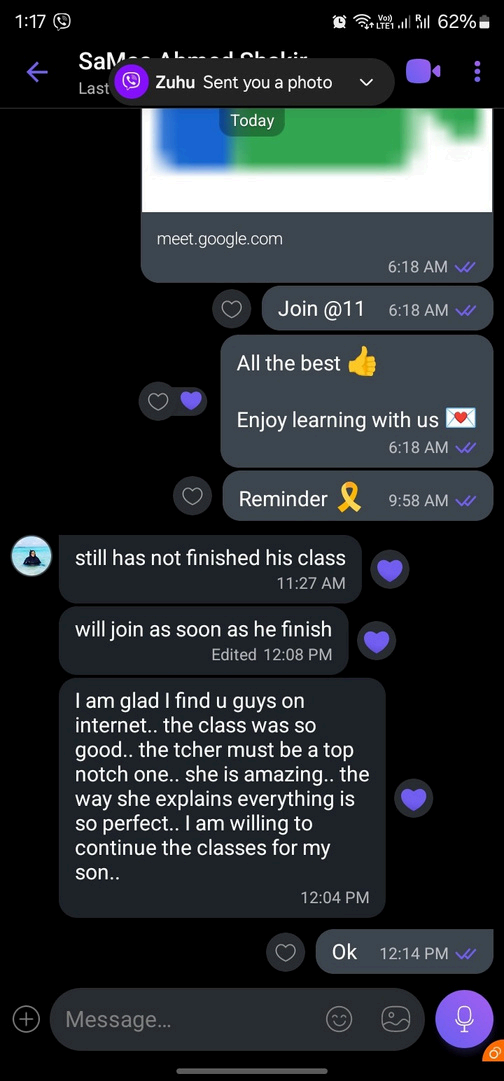 1:17
Vo))
LTE1
R
62%
SaMaa Ahmed Shakir
Last
Zuhu Sent you a photo
Today
meet.google.com
6:18 AM
Join @11 6:18 AM
All the best 👍
Enjoy learning with us 💌
6:18 AM
Reminder 🎗 9:58 AM
still has not finished his class
11:27 AM
will join as soon as he finish
Edited 12:08 PM
I am glad I find u guys on
internet.. the class was so
good.. the tcher must be a top
notch one.. she is amazing.. the
way she explains everything is
so perfect.. I am willing to
continue the classes for my
son..
12:04 PM
Ok 12:14 PM
Message...